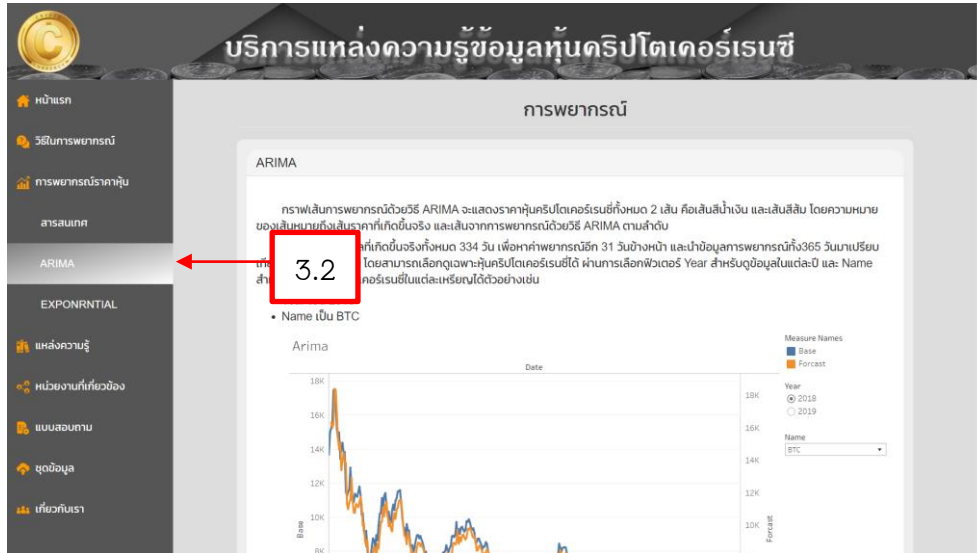 บริการแหล่งความรู้ข้อมูลหุ้นคริปโตเคอร์เรนซี
หน้าแรก
วิธีในการพยากรณ์
การพยากรณ์ราคาหุ้น
สารสนเทศ
ARIMA
EXPONRNTIAL
แหล่งความรู้
หน่วยงานที่เกี่ยวข้อง
แบบสอบถาม
ชุดข้อมูล
เกี่ยวกับเรา
การพยากรณ์
ARIMA
กราฟเส้นการพยากรณ์ด้วยวิธี ARIMA จะแสดงราคาหุ้นคริปโตเคอร์เรนซี่ทั้งหมด 2 เส้น คือเส้นสีน้ำเงิน และเส้นสีส้ม โดยความหมาย
ของเส้นหมายถึงเส้นราคาที่เกิดขึ้นจริง และเส้นจากการพยากรณ์ด้วยวิธี ARIMA ตามลำดับ
ที่เกิดขึ้นจริงทั้งหมด 334 วัน เพื่อหาค่าพยากรณ์อีก 31 วันข้างหน้า และนำข้อมูลการพยากรณ์ทั้ง365 วันมาเปรียบ
โดยสามารถเลือกดูเฉพาะหุ้นคริปโตเคอร์เรนซี่ได้ ผ่านการเลือกฟิวเตอร์ Year สำหรับดูข้อมูลในแต่ละปี และ Name
คอร์เรนซี่ในแต่ละเหรียญได้ตัวอย่างเช่น
3.2
• Name เป็น BTC
Arima
Date
18K
16K
14K
12K
10K
8K
Base
18K
16K
14K
12K
10K
Forcast
Measure Names
Base
Forcast
Year
2018
2019
Name
BTC